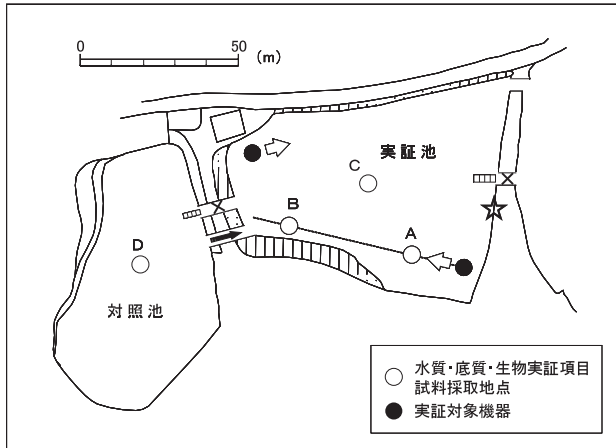 0 50 (m)
実証池
C
B
A
D
対照池
水質・底質・生物実証項目
試料採取地点
実証対象機器